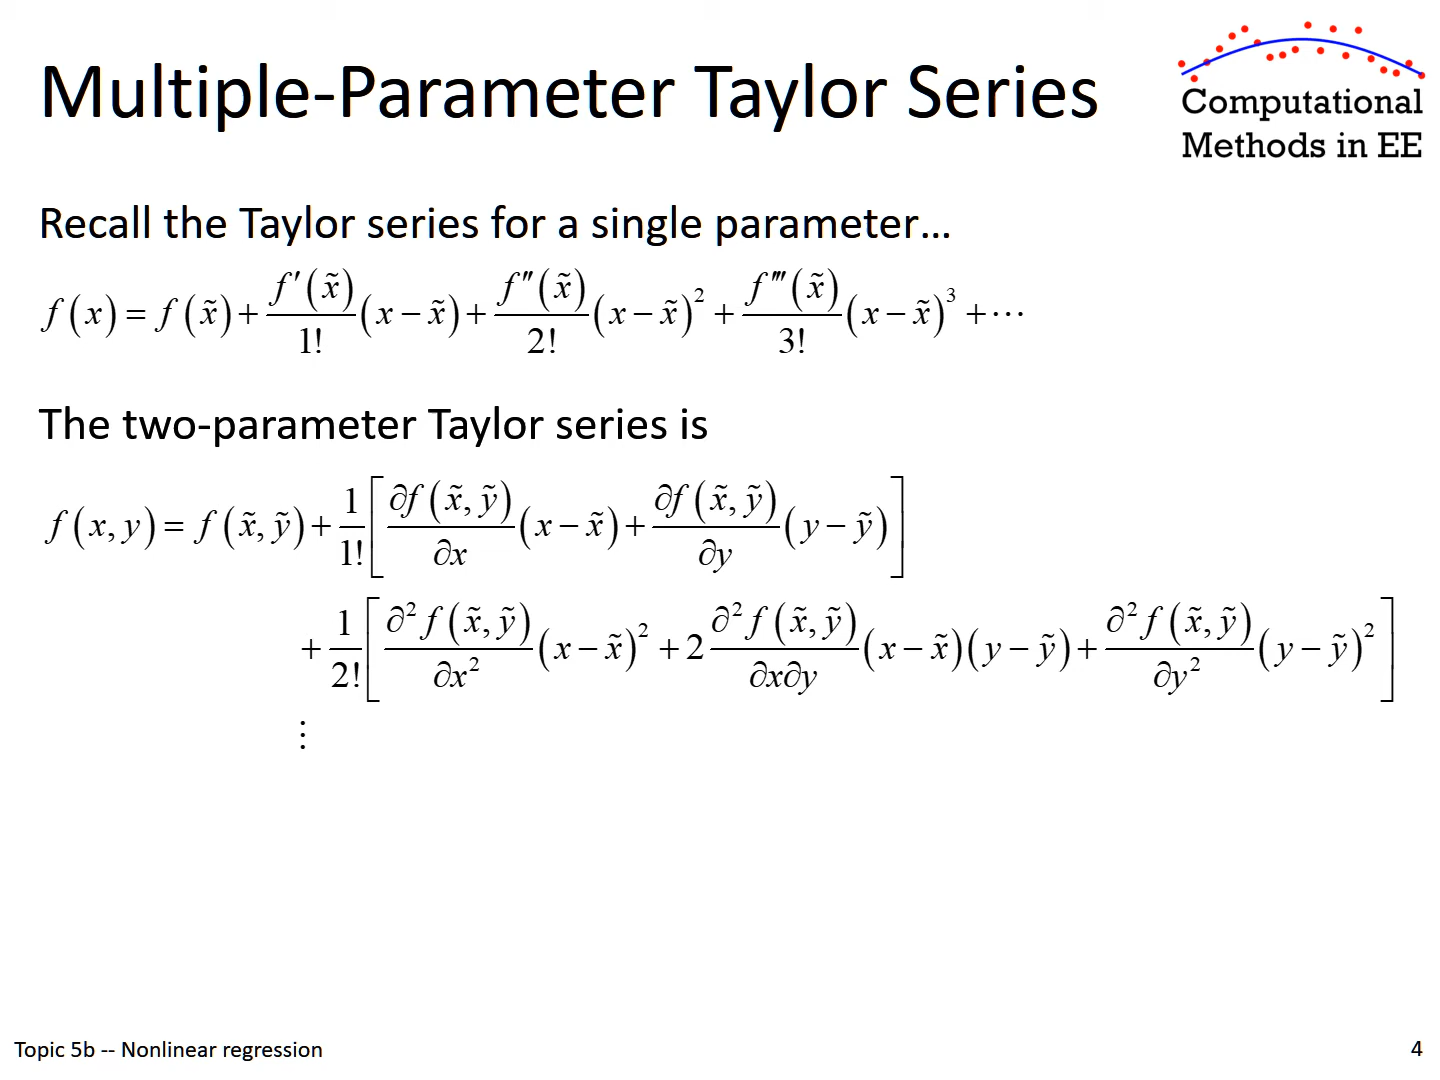 Multiple-Parameter Taylor Series
Computational
Methods in EE
Recall the Taylor series for a single parameter…
f(x) = f(x̃) + f′(x̃)/1! (x − x̃) + f″(x̃)/2! (x − x̃)² + f‴(x̃)/3! (x − x̃)³ + ⋯
The two-parameter Taylor series is
f(x, y) = f(x̃, ỹ) + 1/1! [ ∂f(x̃, ỹ)/∂x (x − x̃) + ∂f(x̃, ỹ)/∂y (y − ỹ) ]
+ 1/2! [ ∂²f(x̃, ỹ)/∂x² (x − x̃)² + 2 ∂²f(x̃, ỹ)/∂x∂y (x − x̃)(y − ỹ) + ∂²f(x̃, ỹ)/∂y² (y − ỹ)² ]
⋮
Topic 5b -- Nonlinear regression
4